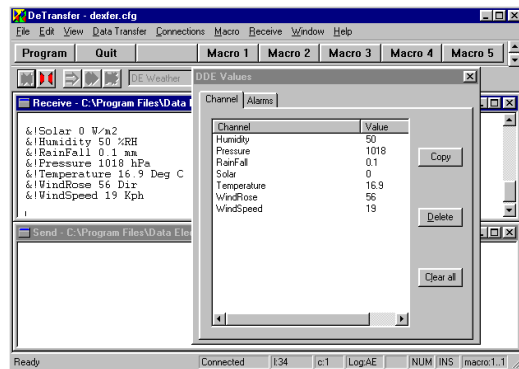 DeTransfer - dexfer.cfg
File Edit View Data Transfer Connections Macro Receive Window Help
Program Quit Macro 1 Macro 2 Macro 3 Macro 4 Macro 5
DE Weather
DDE Values
Receive - C:\Program Files\Data
Channel Alarms
&!Solar 0 W/m2
&!Humidity 50 %RH
&!RainFall 0.1 mm
&!Pressure 1018 hPa
&!Temperature 16.9 Deg C
&!WindRose 56 Dir
&!WindSpeed 19 Kph
Channel Value
Humidity 50
Pressure 1018
RainFall 0.1
Solar 0
Temperature 16.9
WindRose 56
WindSpeed 19
Copy
Delete
Clear all
Send - C:\Program Files\Data Ele
Ready Connected I:34 c:1 Log:AE NUM INS macro:1..1